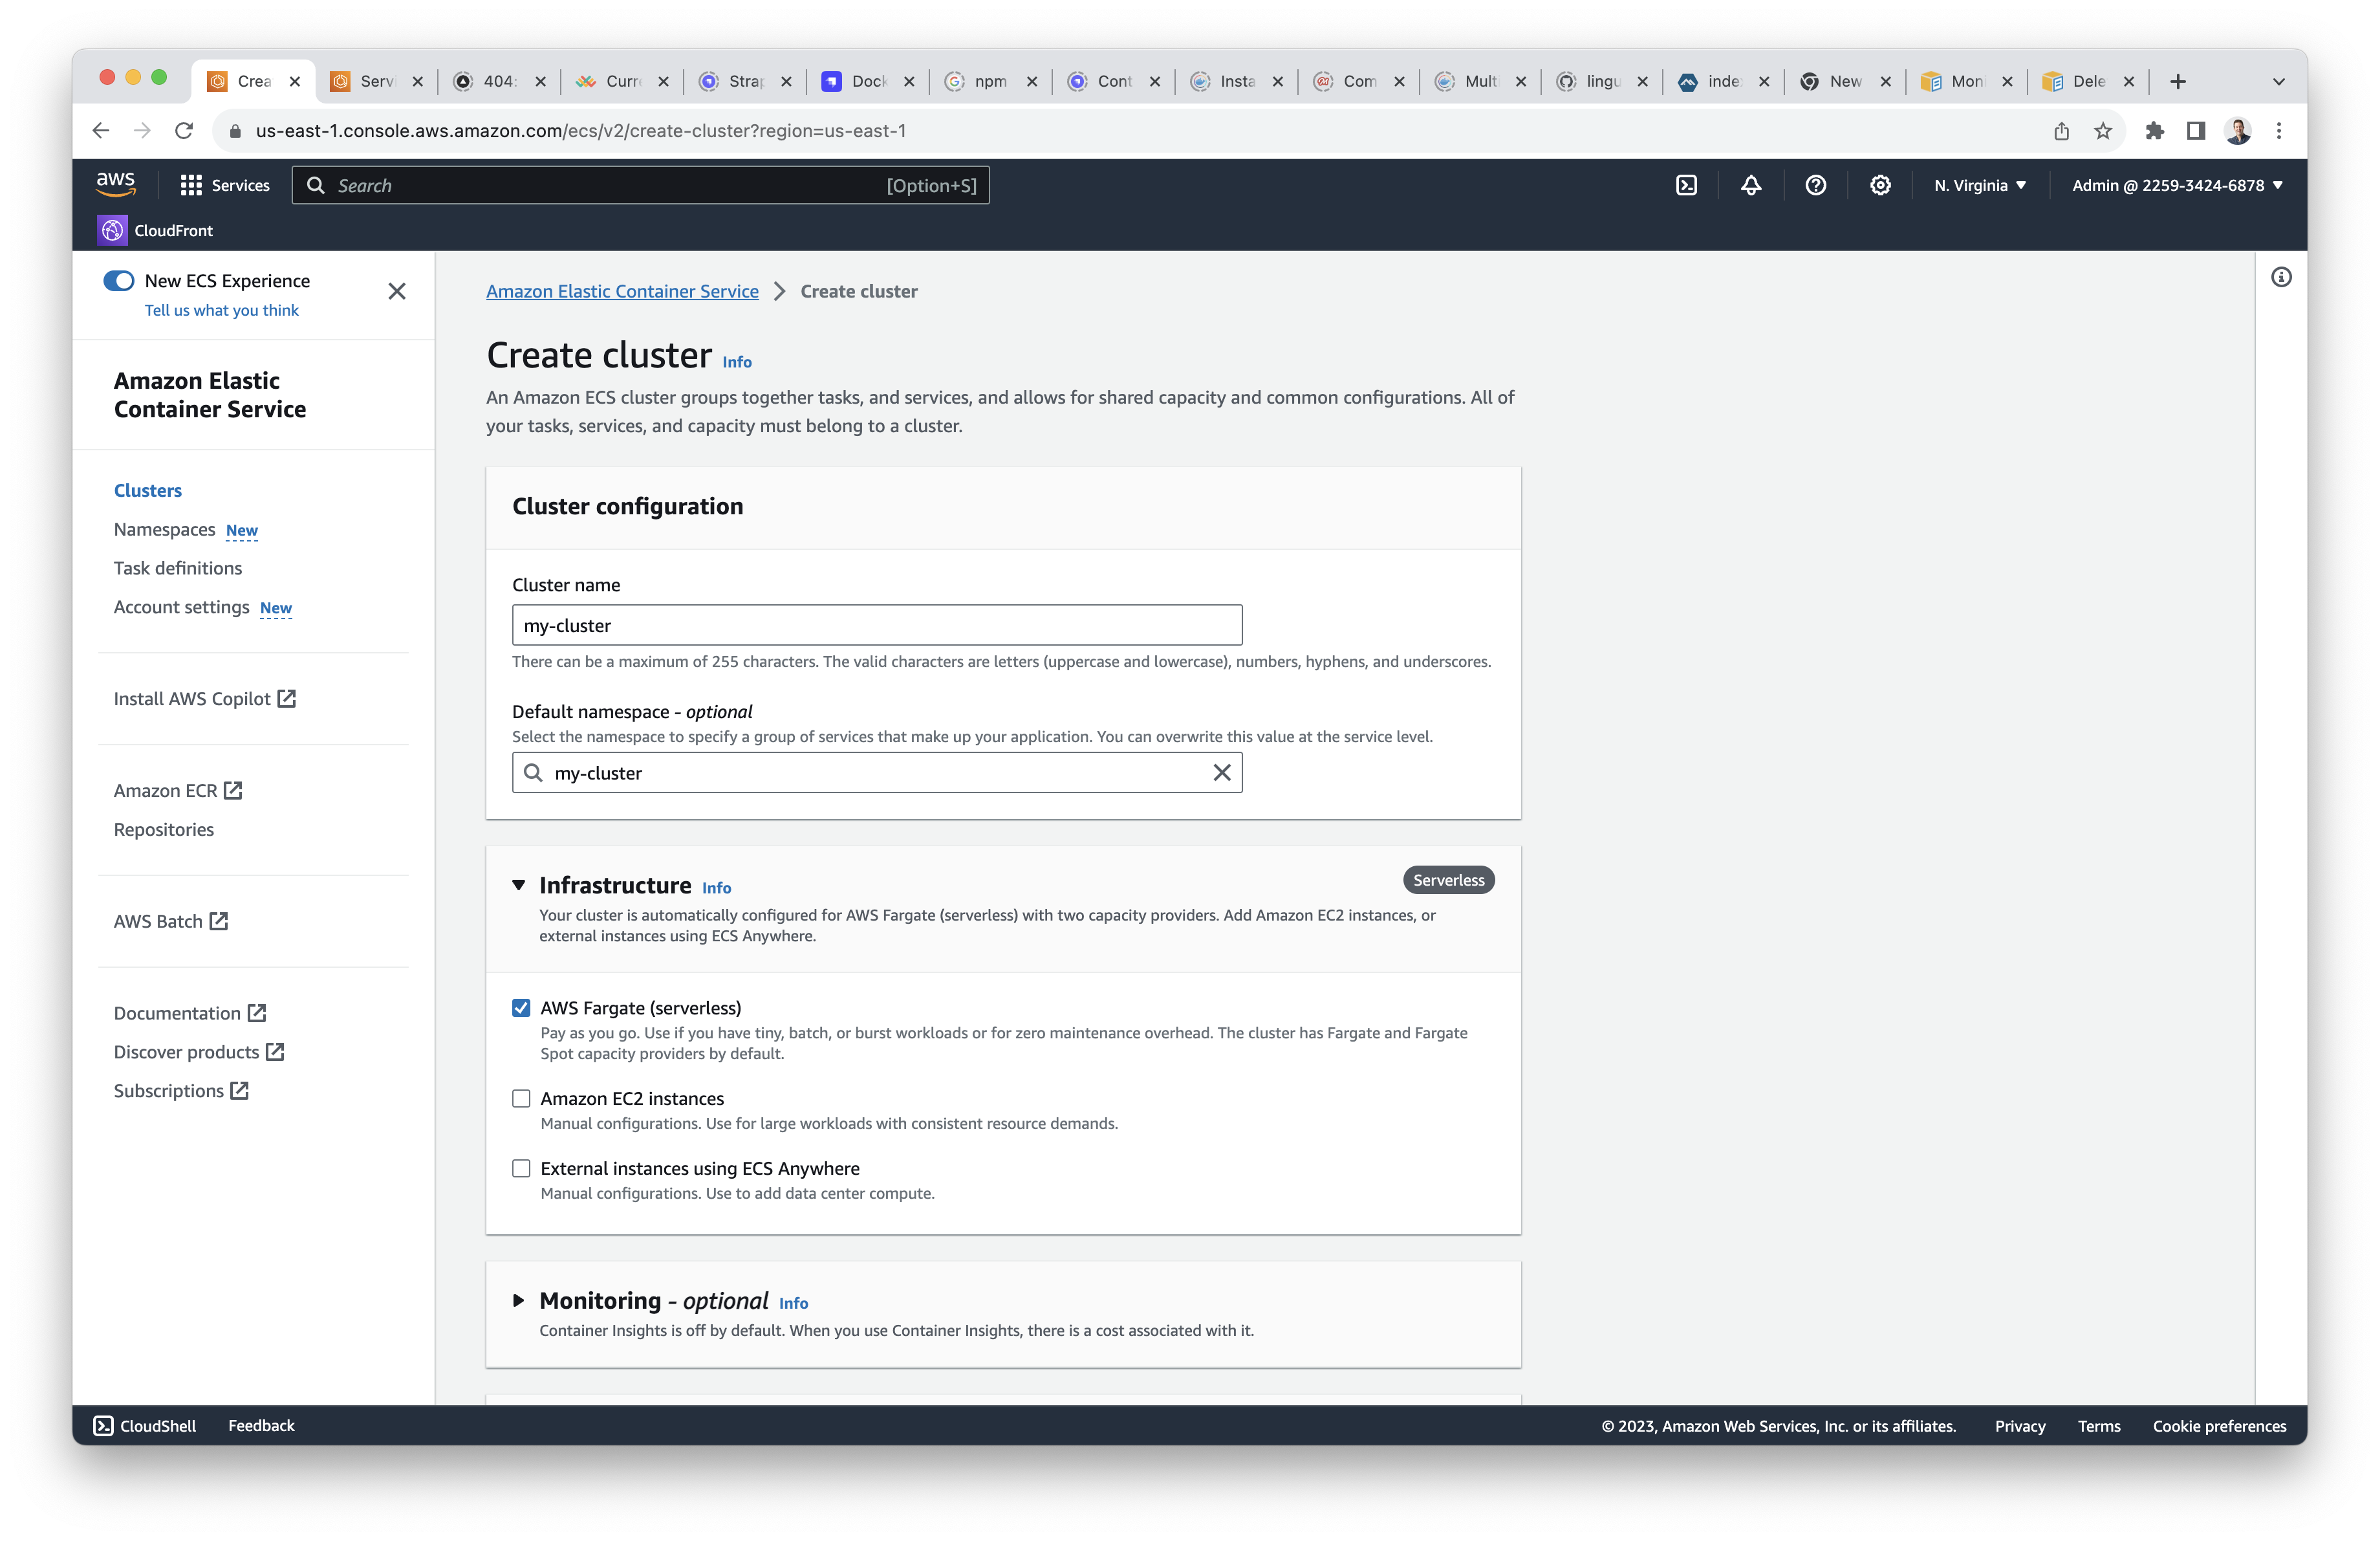 Crea
Serv
404:
Curr
Strap
Dock
npm
Cont
Insta
Com
Multi
lingu
inde
New
Mon
Dele
us-east-1.console.aws.amazon.com/ecs/v2/create-cluster?region=us-east-1
aws
Services
Search
[Option+S]
N. Virginia
Admin @ 2259-3424-6878
CloudFront
New ECS Experience
Tell us what you think
Amazon Elastic
Container Service
Clusters
Namespaces New
Task definitions
Account settings New
Install AWS Copilot
Amazon ECR
Repositories
AWS Batch
Documentation
Discover products
Subscriptions
Amazon Elastic Container Service
Create cluster
Create cluster Info
An Amazon ECS cluster groups together tasks, and services, and allows for shared capacity and common configurations. All of
your tasks, services, and capacity must belong to a cluster.
Cluster configuration
Cluster name
my-cluster
There can be a maximum of 255 characters. The valid characters are letters (uppercase and lowercase), numbers, hyphens, and underscores.
Default namespace - optional
Select the namespace to specify a group of services that make up your application. You can overwrite this value at the service level.
my-cluster
Infrastructure Info
Serverless
Your cluster is automatically configured for AWS Fargate (serverless) with two capacity providers. Add Amazon EC2 instances, or
external instances using ECS Anywhere.
AWS Fargate (serverless)
Pay as you go. Use if you have tiny, batch, or burst workloads or for zero maintenance overhead. The cluster has Fargate and Fargate
Spot capacity providers by default.
Amazon EC2 instances
Manual configurations. Use for large workloads with consistent resource demands.
External instances using ECS Anywhere
Manual configurations. Use to add data center compute.
Monitoring - optional Info
Container Insights is off by default. When you use Container Insights, there is a cost associated with it.
CloudShell
Feedback
© 2023, Amazon Web Services, Inc. or its affiliates.
Privacy
Terms
Cookie preferences